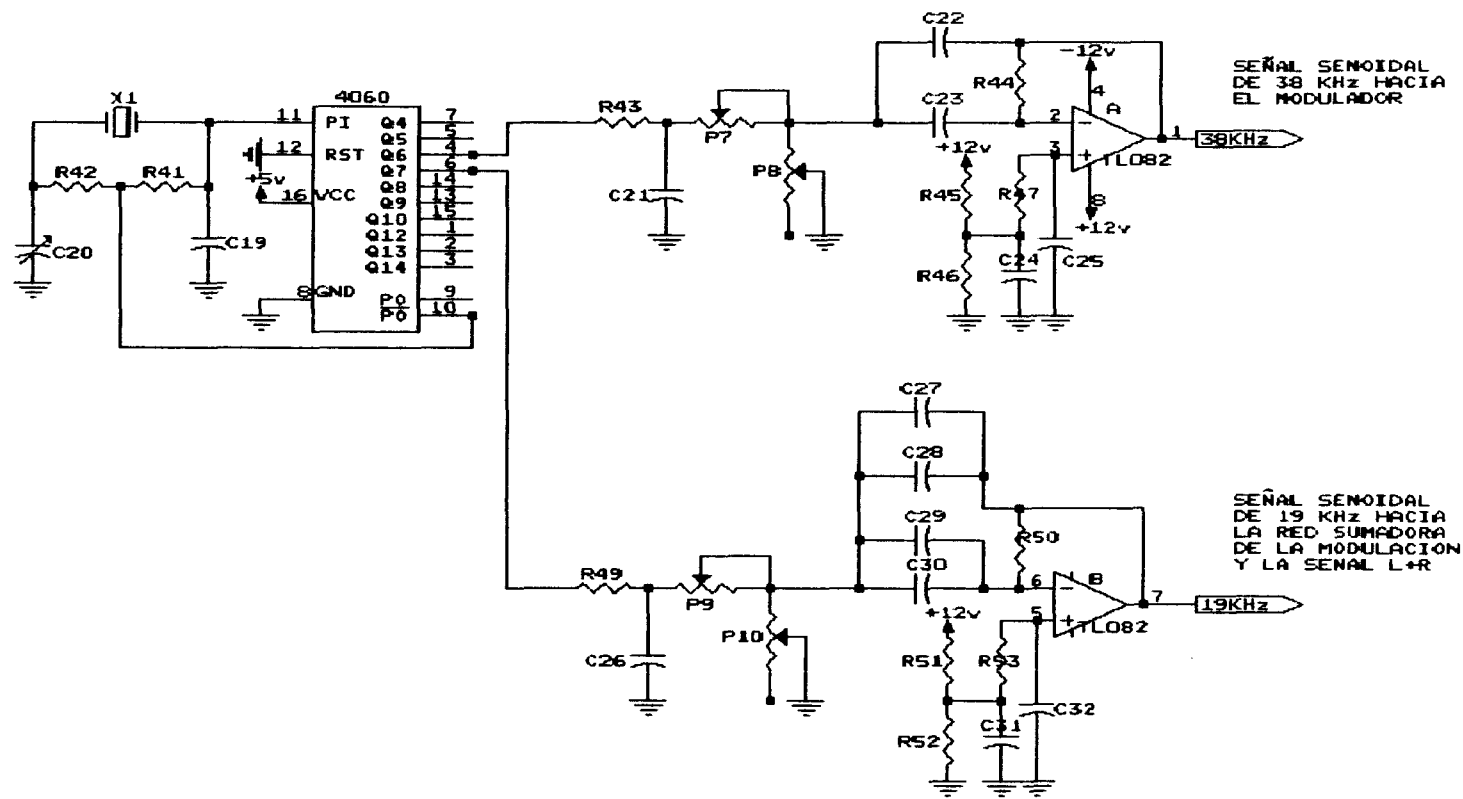 C22
-12v
SEÑAL SENOIDAL
DE 38 KHz HACIA
EL MODULADOR
X1
4060
R43
R44
4
A
C23
11
PI
Q4
7
P7
2
-
1
38KHz
Q5
5
12
RST
Q6
4
+12v
3
+
TL082
+5v
Q7
6
P8
R42
R41
16
VCC
Q8
14
C21
R45
R47
8
Q9
13
Q10
15
+12v
C20
C19
Q12
1
Q13
2
R46
C24
C25
Q14
3
8
GND
PO
9
PO
10
C27
C28
SEÑAL SENOIDAL
DE 19 KHz HACIA
LA RED SUMADORA
DE LA MODULACION
Y LA SENAL L+R
C29
R50
C30
R49
6
-
B
P9
+12v
7
19KHz
5
+
TL082
P10
C26
R51
R53
C32
C31
R52